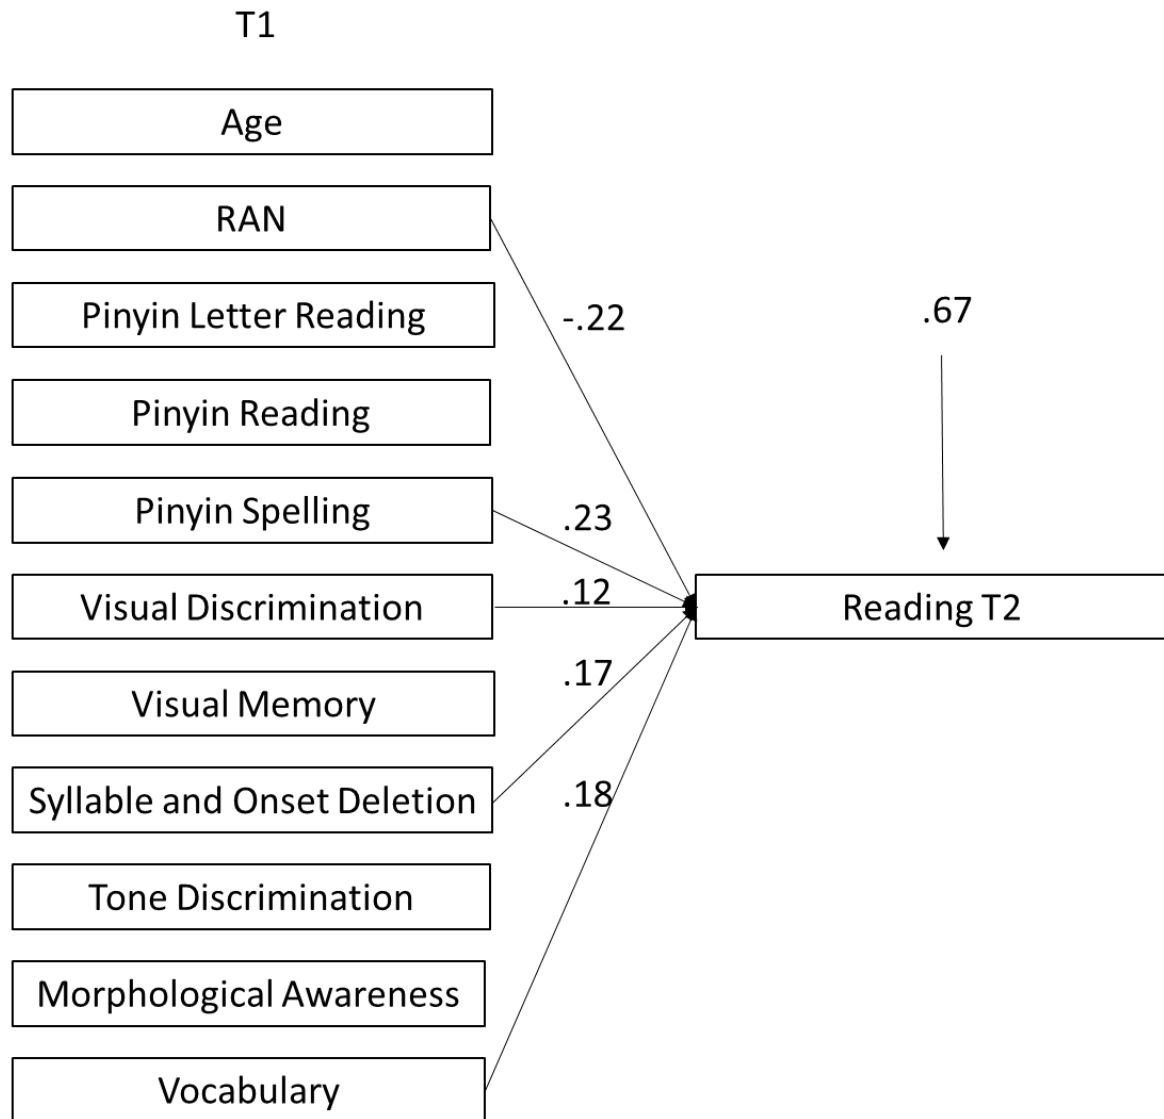 T1
Age
RAN
Pinyin Letter Reading
-.22
.67
Pinyin Reading
Pinyin Spelling
.23
Visual Discrimination
.12
Reading T2
.17
Visual Memory
Syllable and Onset Deletion
.18
Tone Discrimination
Morphological Awareness
Vocabulary